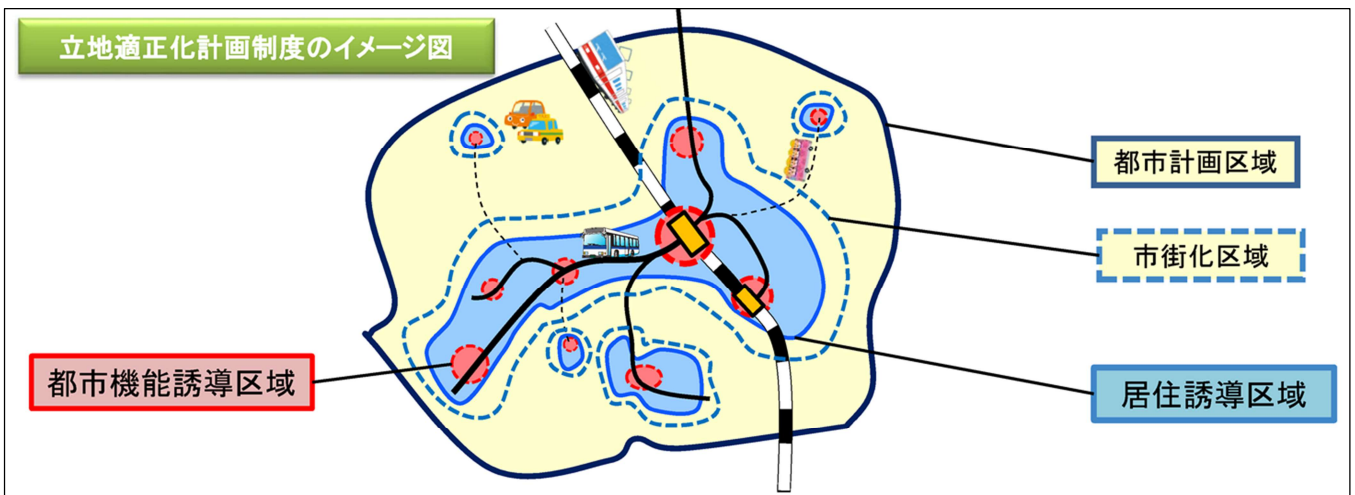 立地適正化計画制度のイメージ図
都市計画区域
市街化区域
都市機能誘導区域
居住誘導区域